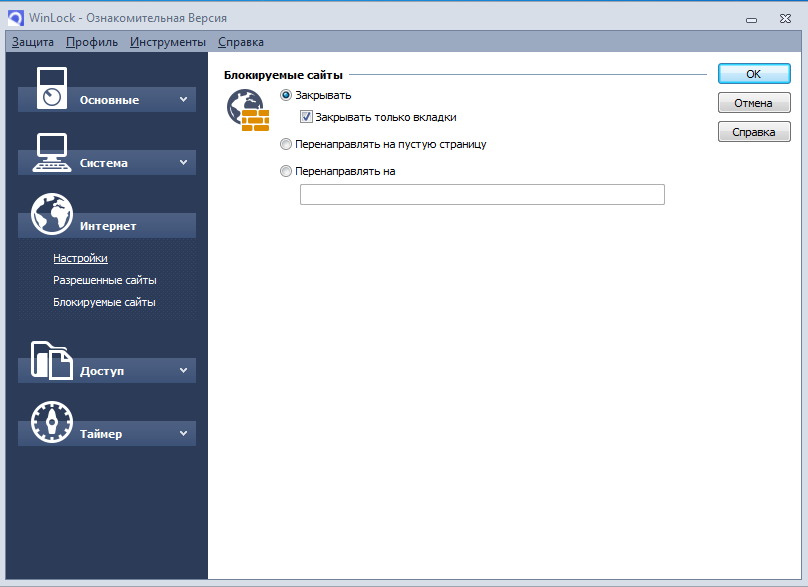 WinLock - Ознакомительная Версия
Защита Профиль Инструменты Справка
Основные
Система
Интернет
Настройки
Разрешенные сайты
Блокируемые сайты
Доступ
Таймер
Блокируемые сайты
Закрывать
Закрывать только вкладки
Перенаправлять на пустую страницу
Перенаправлять на
OK
Отмена
Справка